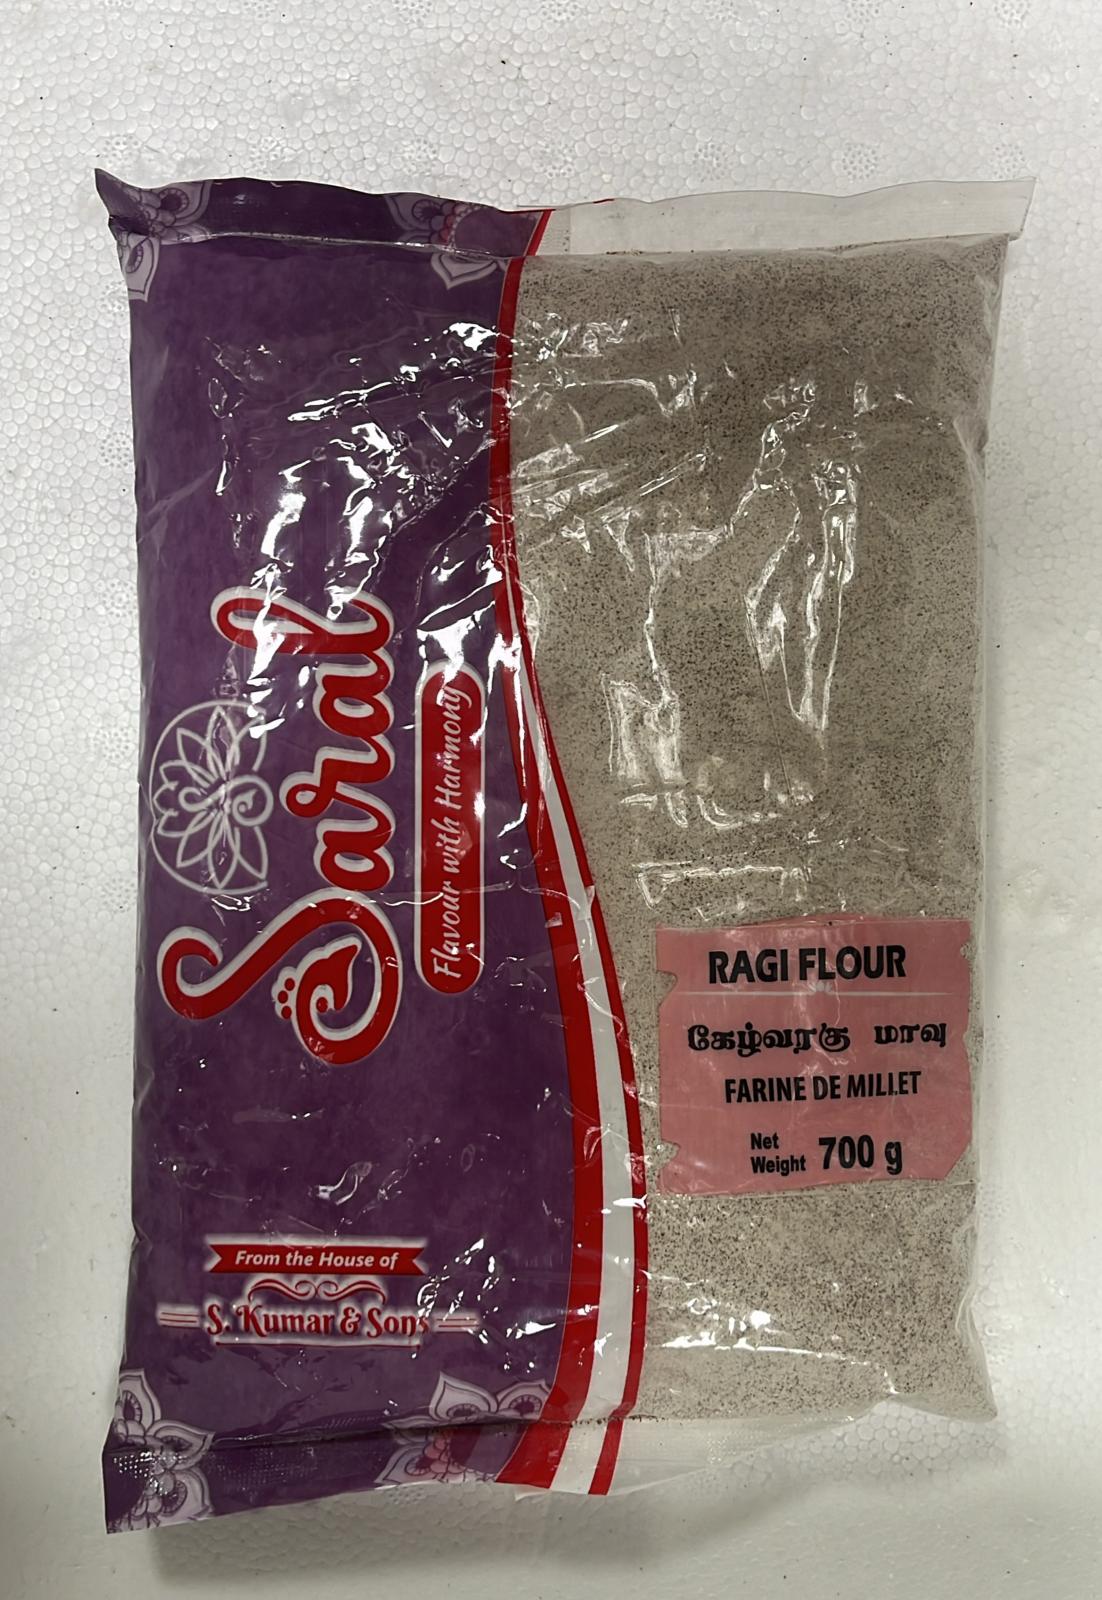 Saral
Flavour with Harmony
From the House of
S. Kumar & Sons
RAGI FLOUR
கேழ்வரகு மாவு
FARINE DE MILLET
Net
Weight 700 g